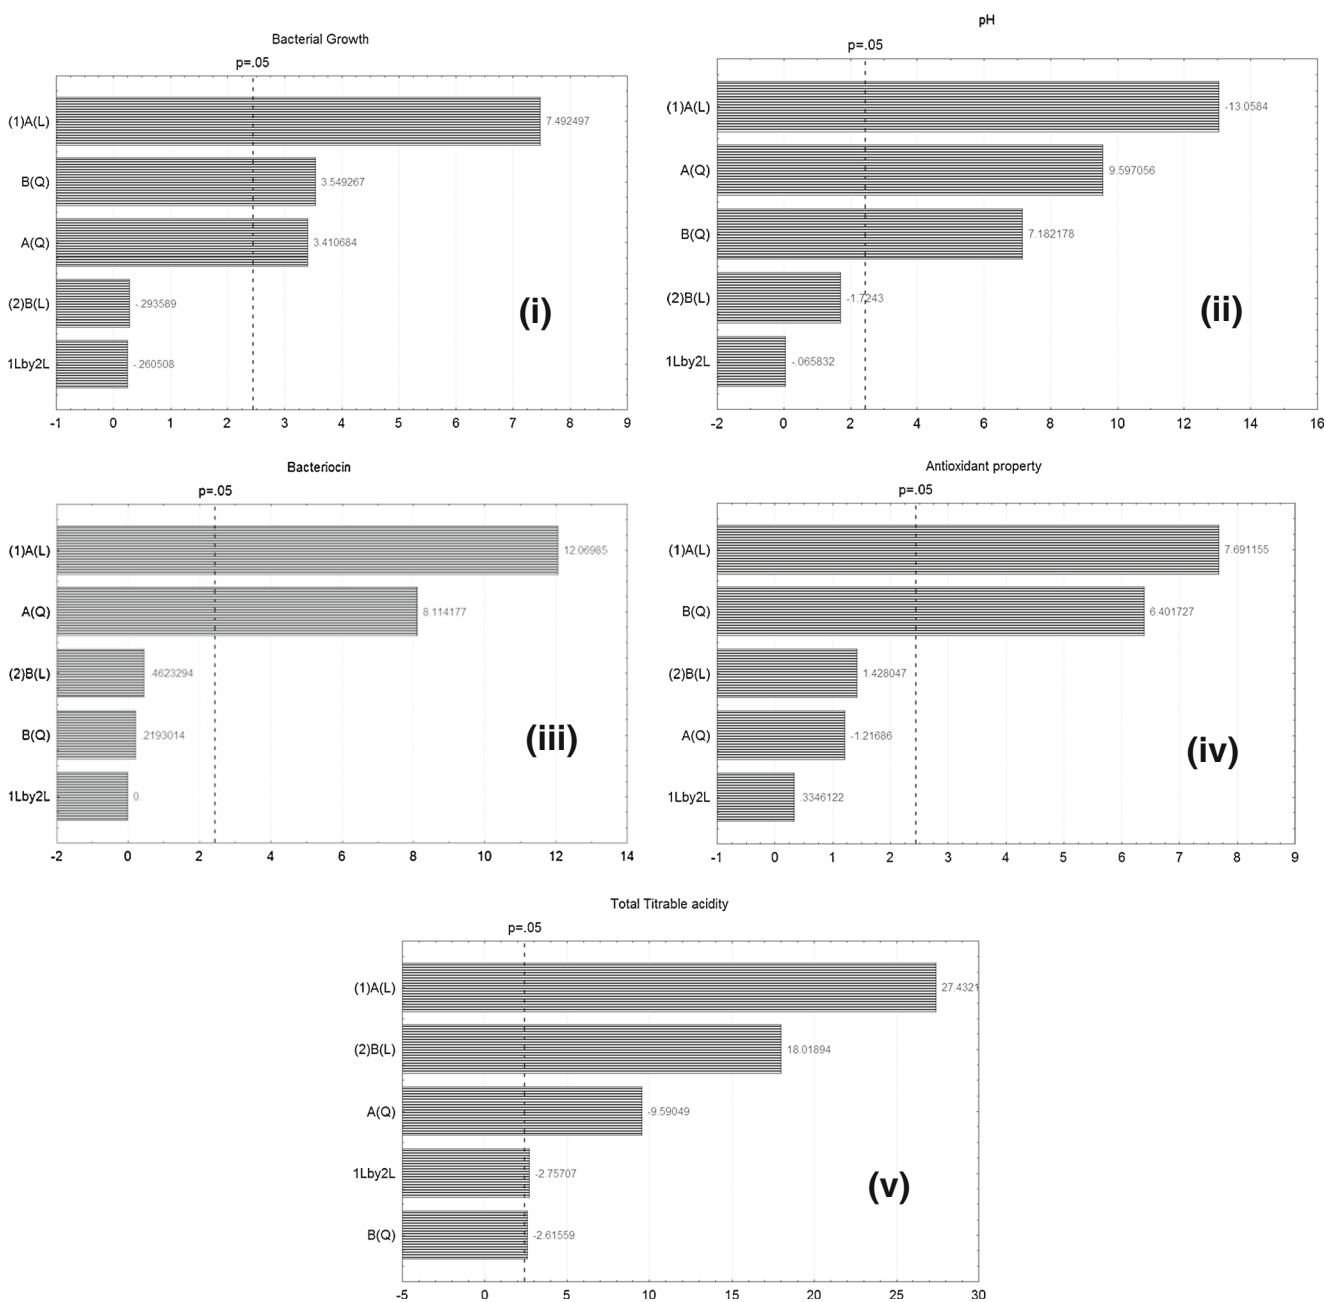 Bacterial Growth
p=.05
(1)A(L)
7.492497
B(Q)
3.549267
A(Q)
3.410684
(2)B(L)
-.293589
1Lby2L
-.260508
(i)
-1 0 1 2 3 4 5 6 7 8 9
pH
p=.05
(1)A(L)
-13.0584
A(Q)
9.597056
B(Q)
7.182178
(2)B(L)
-1.7243
1Lby2L
-.065832
(ii)
-2 0 2 4 6 8 10 12 14 16
Bacteriocin
p=.05
(1)A(L)
12.06985
A(Q)
8.114177
(2)B(L)
.4623294
B(Q)
.2193014
1Lby2L
0.
(iii)
-2 0 2 4 6 8 10 12 14
Antioxidant property
p=.05
(1)A(L)
7.691155
B(Q)
6.401727
(2)B(L)
1.428047
A(Q)
-1.21686
1Lby2L
.3346122
(iv)
-1 0 1 2 3 4 5 6 7 8 9
Total Titrable acidity
p=.05
(1)A(L)
27.4321
(2)B(L)
18.01894
A(Q)
-9.59049
1Lby2L
-2.75707
B(Q)
-2.61559
(v)
-5 0 5 10 15 20 25 30